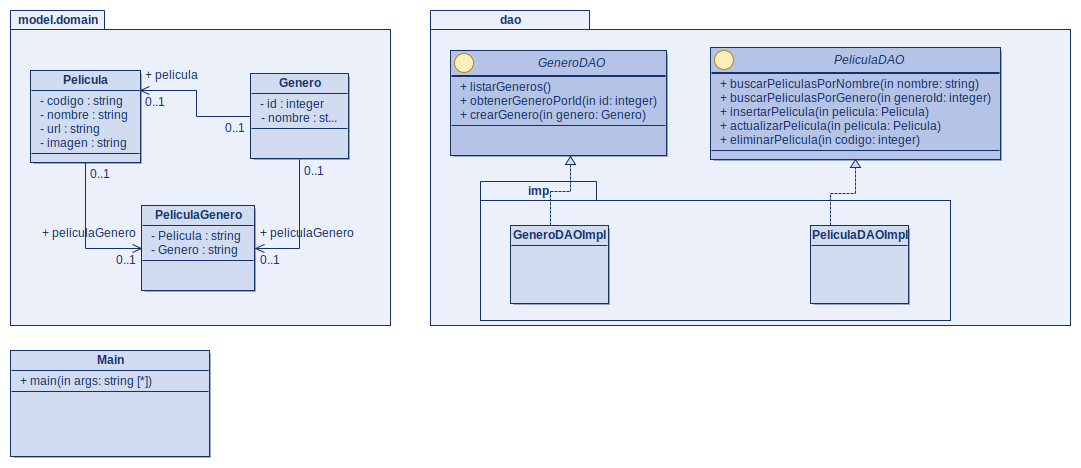 model.domain
Pelicula
- codigo : string
- nombre : string
- url : string
- imagen : string
+ pelicula
0..1
Genero
- id : integer
- nombre : st...
0..1
0..1
0..1
PeliculaGenero
- Pelicula : string
- Genero : string
+ peliculaGenero
0..1
+ peliculaGenero
0..1
dao
GeneroDAO
+ listarGeneros()
+ obtenerGeneroPorId(in id: integer)
+ crearGenero(in genero: Genero)
PeliculaDAO
+ buscarPeliculasPorNombre(in nombre: string)
+ buscarPeliculasPorGenero(in generoId: integer)
+ insertarPelicula(in pelicula: Pelicula)
+ actualizarPelicula(in pelicula: Pelicula)
+ eliminarPelicula(in codigo: integer)
imp
GeneroDAOImpl
PeliculaDAOImpl
Main
+ main(in args: string [*])